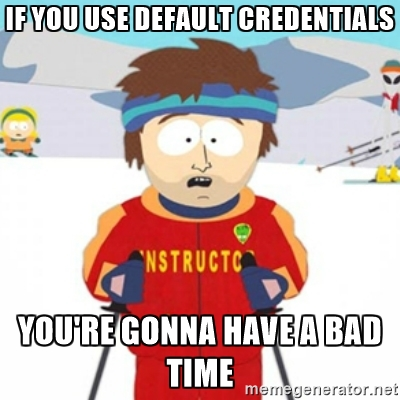 IF YOU USE DEFAULT CREDENTIALS
INSTRUCTO
YOU'RE GONNA HAVE A BAD
TIME
memegenerator.net